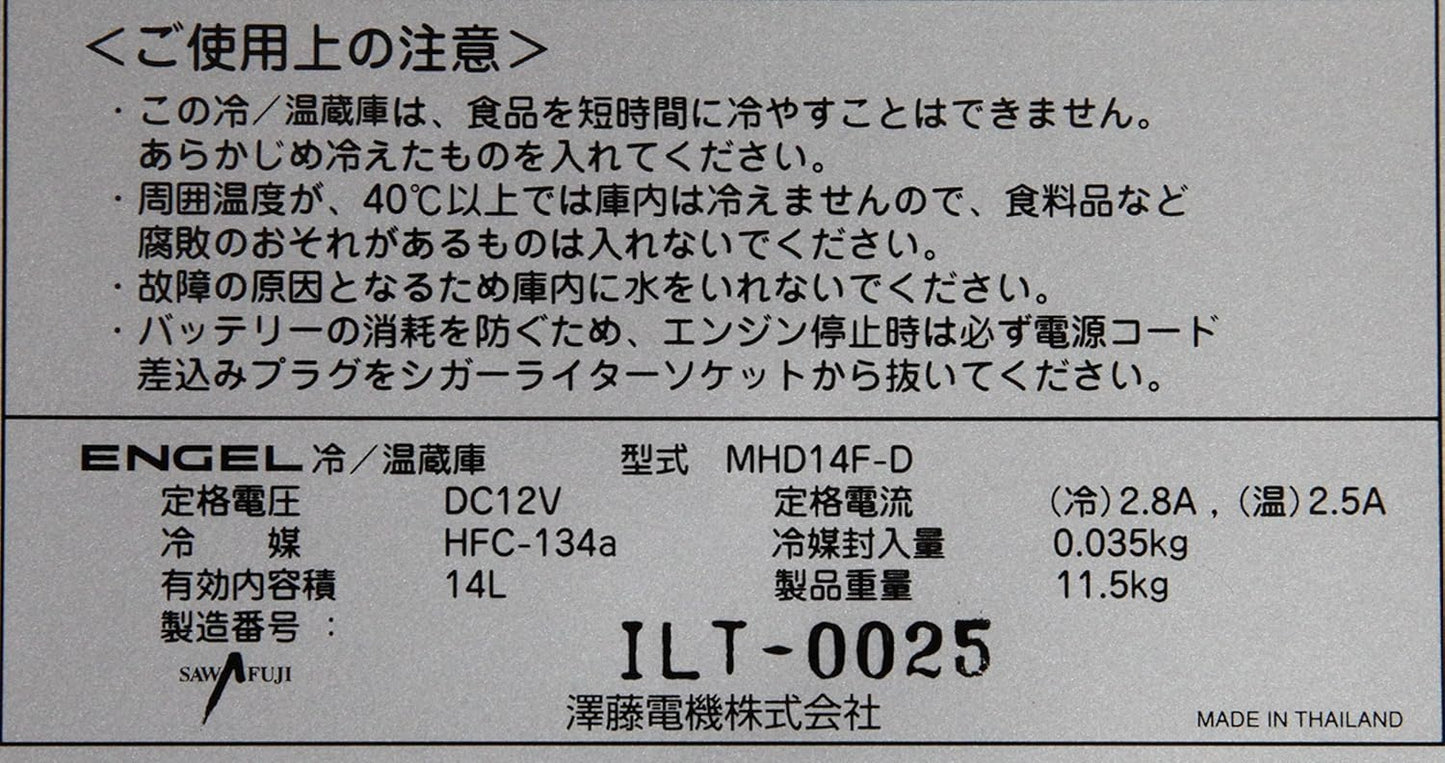 ＜ご使用上の注意＞
・この冷／温蔵庫は、食品を短時間に冷やすことはできません。
あらかじめ冷えたものを入れてください。
・周囲温度が、40℃以上では庫内は冷えませんので、食料品など
腐敗のおそれがあるものは入れないでください。
・故障の原因となるため庫内に水をいれないでください。
・バッテリーの消耗を防ぐため、エンジン停止時は必ず電源コード
差込みプラグをシガーライターソケットから抜いてください。
ENGEL 冷／温蔵庫 型式 MHD14F-D
定格電圧 DC12V 定格電流 (冷)2.8A , (温)2.5A
冷 媒 HFC-134a 冷媒封入量 0.035kg
有効内容積 14L 製品重量 11.5kg
製造番号 : ILT-0025
SAWAFUJI
澤藤電機株式会社 MADE IN THAILAND